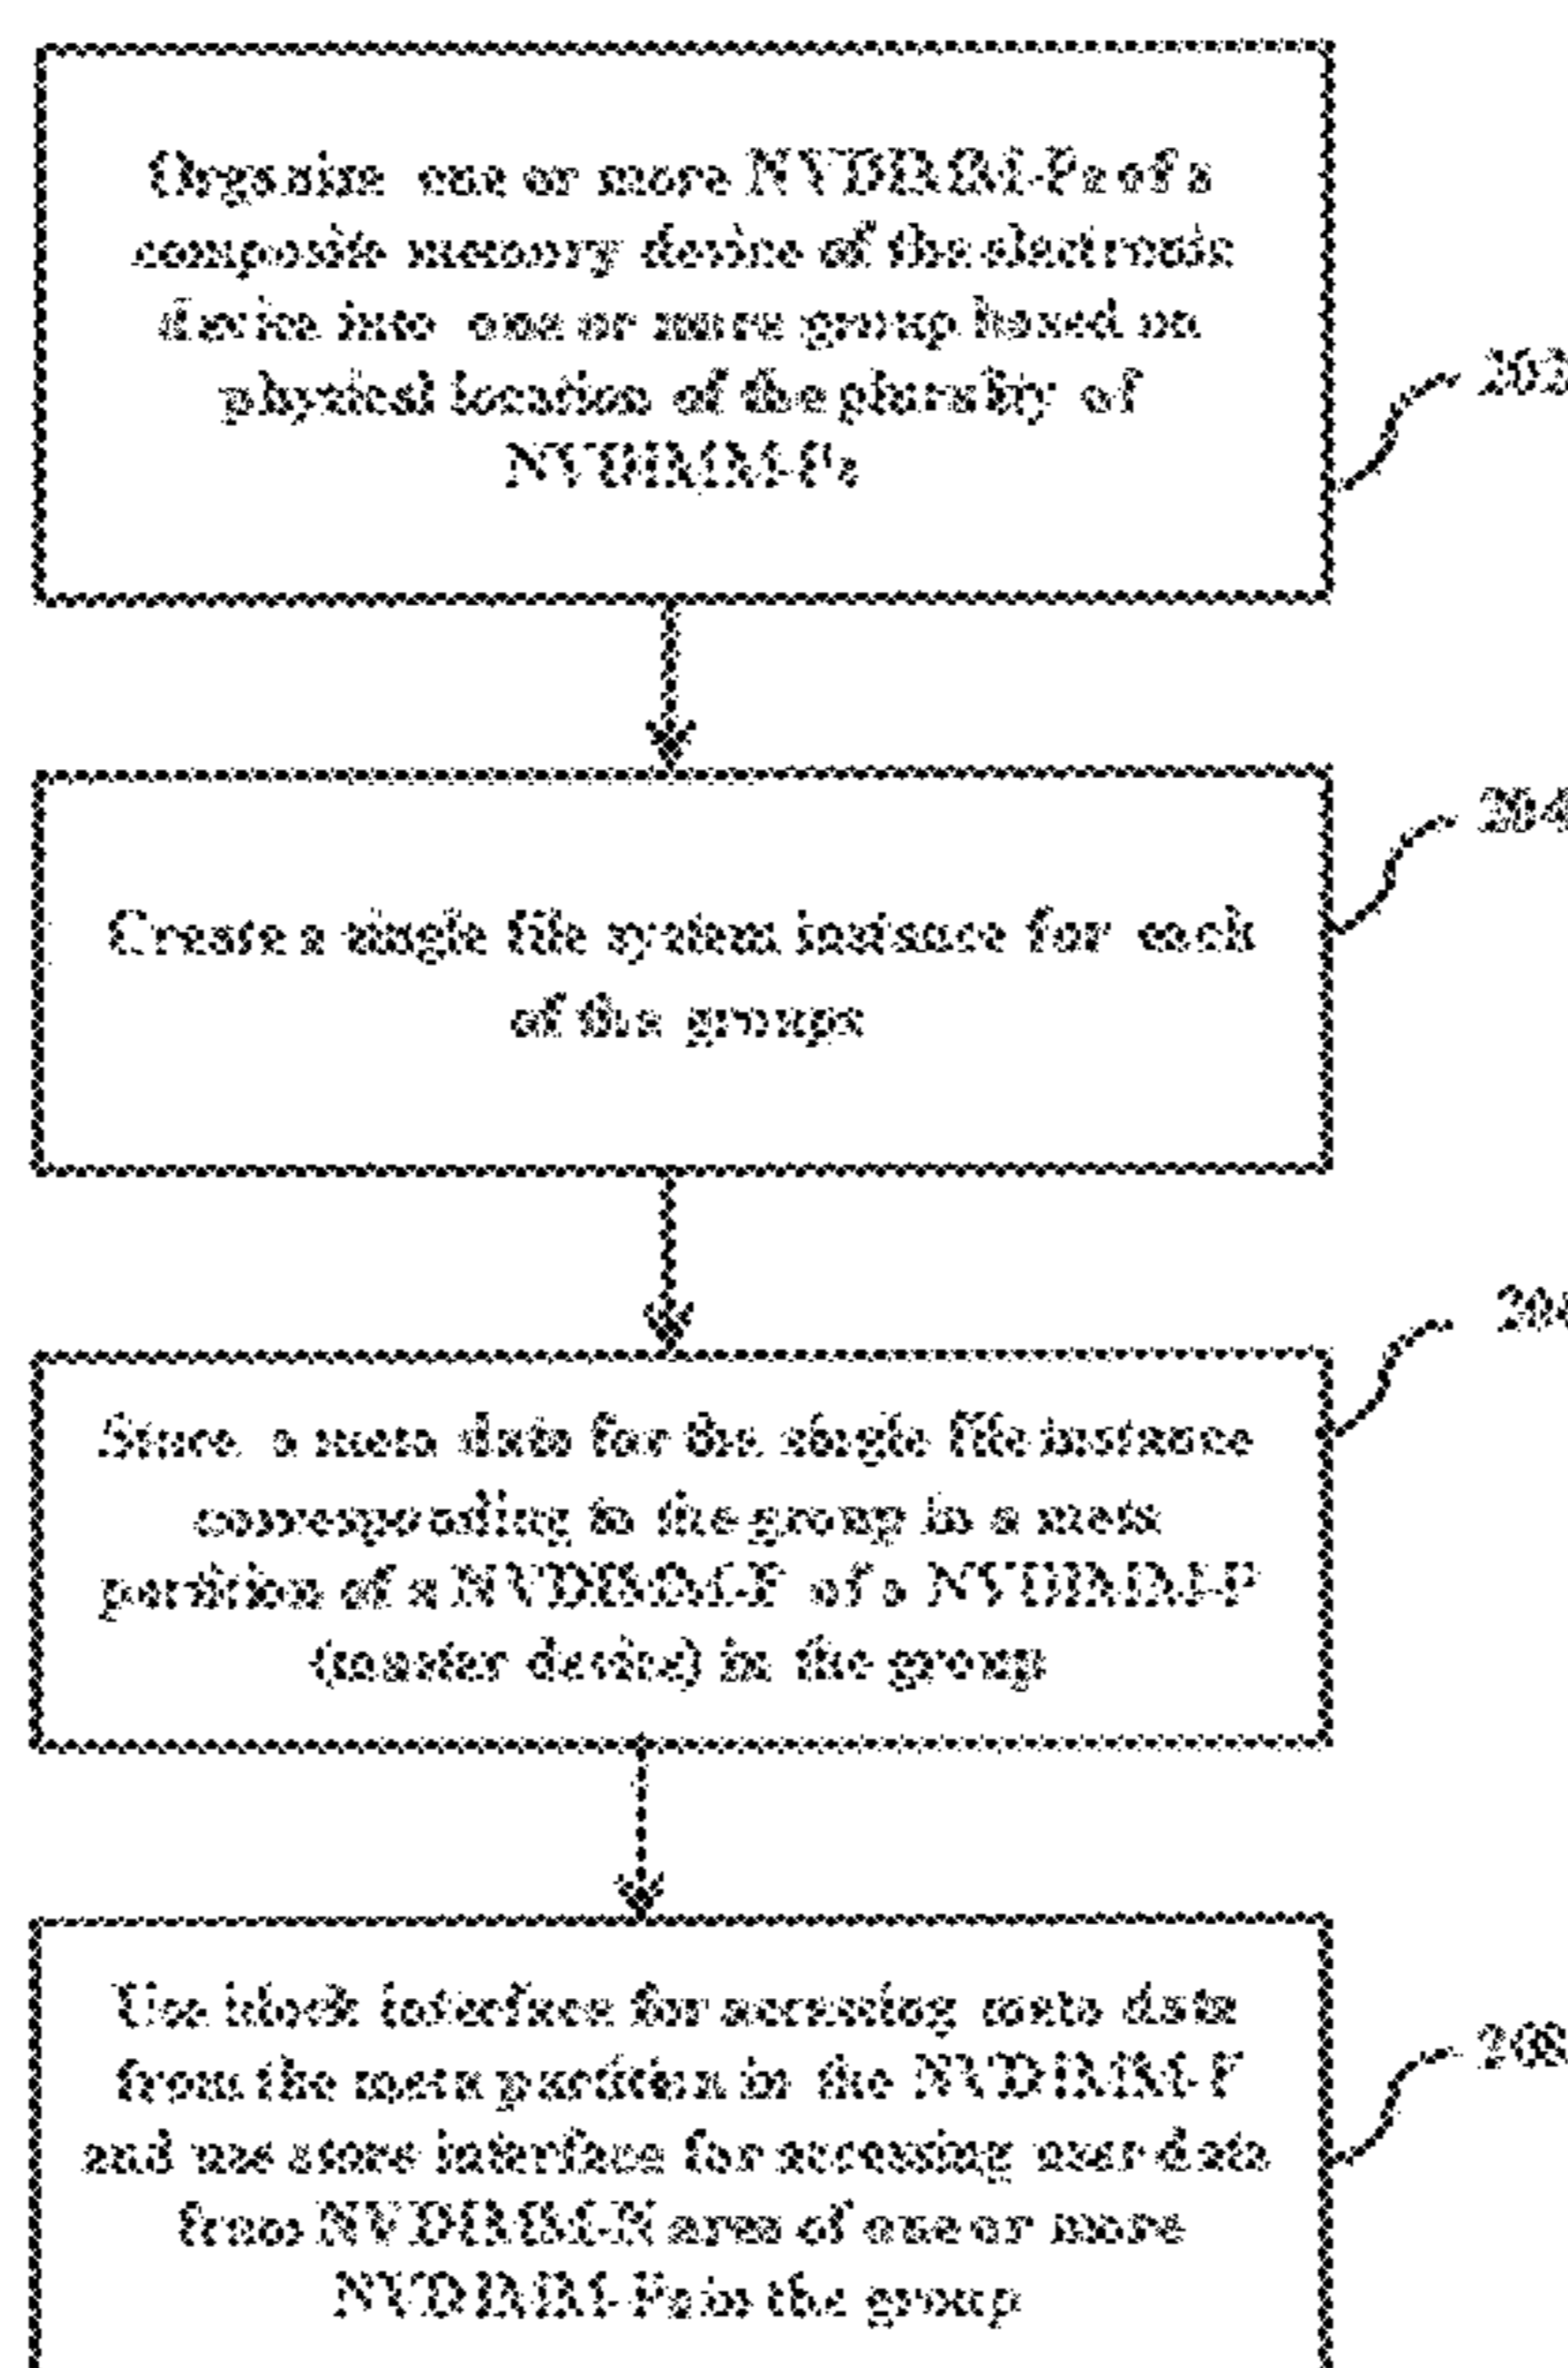 Organize one or more NVDIMM-Ps of a
composite memory device of the electronic
device into one or more group based on
physical location of the plurality of
NVDIMM-Ps
202
Create a single file system instance for each
of the groups
204
Store a meta data for the single file instance
corresponding to the group in a meta
partition of a NVDIMM-F of a NVDIMM-P
(master device) in the group
20
Use block interface for accessing meta data
from the meta partition in the NVDIMM-F
and use store interface for accessing user data
from NVDIMM-N area of one or more
NVDIMM-Ps in the group
208